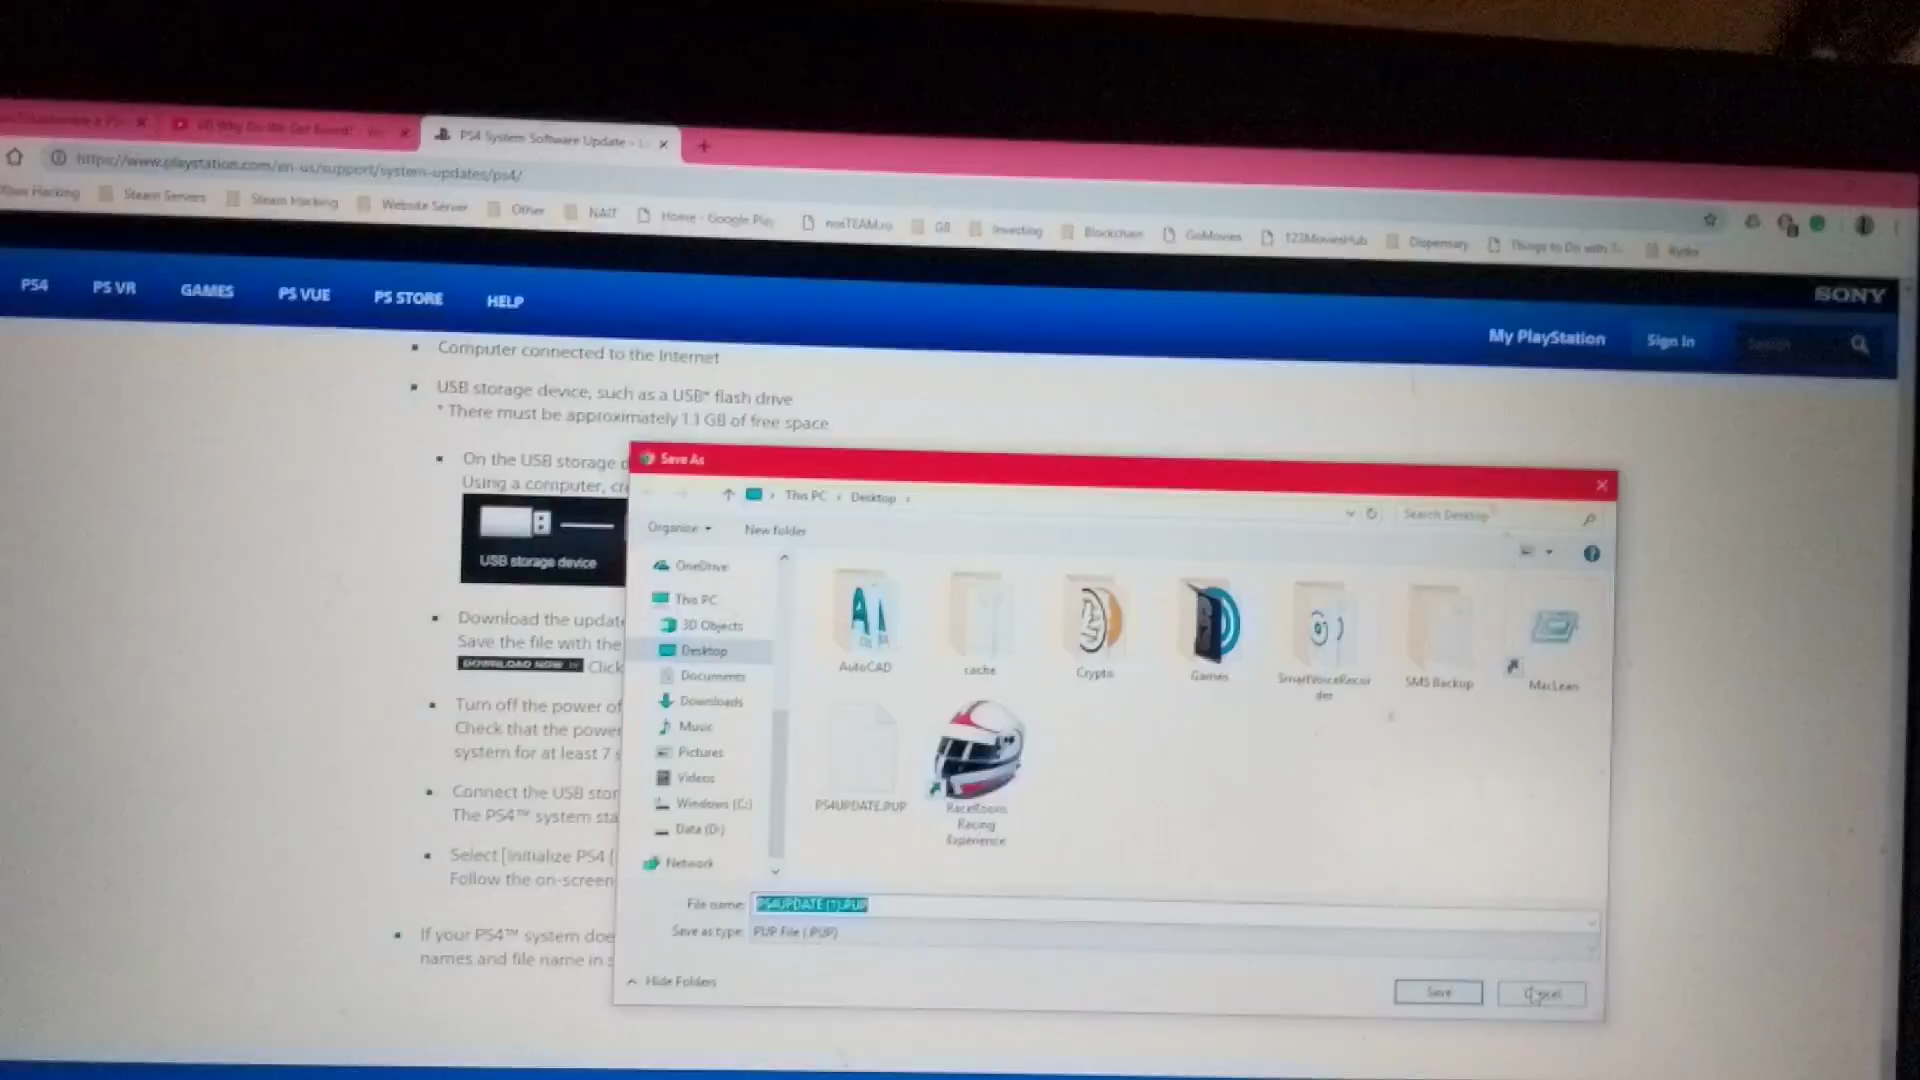 PS4 System Software Update
https://www.playstation.com/en-us/support/system-updates/ps4/
Xbox Hacking
Steam Servers
Steam Hacking
Website Server
Other
NAIT
Home - Google Play
nosTEAM.ro
GB
Investing
Blockchain
GoMovies
123MoviesHub
Dispensary
Things to Do with
SONY
PS4
PS VR
GAMES
PS VUE
PS STORE
HELP
My PlayStation
Sign In
Search
Computer connected to the Internet
USB storage device, such as a USB* flash drive
* There must be approximately 1.1 GB of free space
On the USB storage d
Using a computer, cre
USB storage device
Download the update
Save the file with the
DOWNLOAD NOW Click
Turn off the power of
Check that the power
system for at least 7 s
Connect the USB stor
The PS4™ system sta
Select [Initialize PS4 (
Follow the on-screen
If your PS4™ system doe
names and file name in s
Save As
This PC
Desktop
Search Desktop
Organise
New folder
OneDrive
This PC
3D Objects
Desktop
Documents
Downloads
Music
Pictures
Videos
Windows (C:)
Data (D:)
Network
AutoCAD
cache
Crypto
Games
SmartVoiceRecor
der
SMS Backup
MacLean
PS4UPDATE.PUP
RaceRoom
Racing
Experience
File name:
PS4UPDATE (1).PUP
Save as type:
PUP File (.PUP)
Hide Folders
Save
Cancel